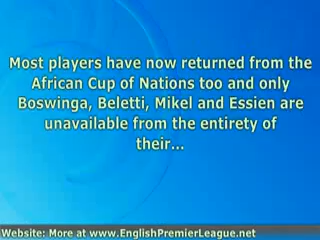 Most players have now returned from the
African Cup of Nations too and only
Boswinga, Beletti, Mikel and Essien are
unavailable from the entirety of
their...
Website: More at www.EnglishPremierLeague.net